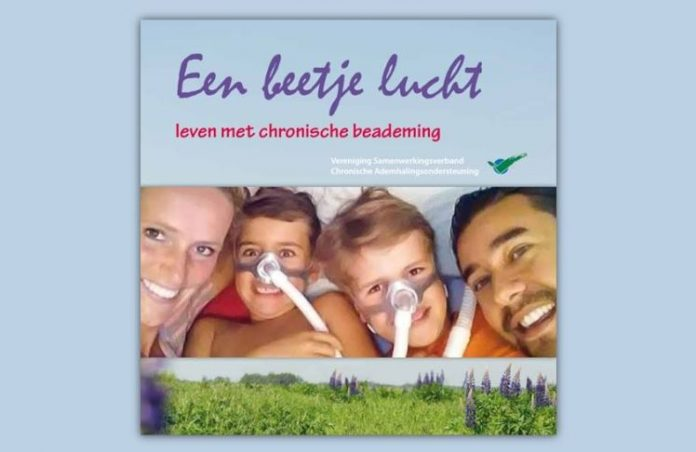 Een beetje lucht
leven met chronische beademing
Vereniging Samenwerkingsverband
Chronische Ademhalingsondersteuning